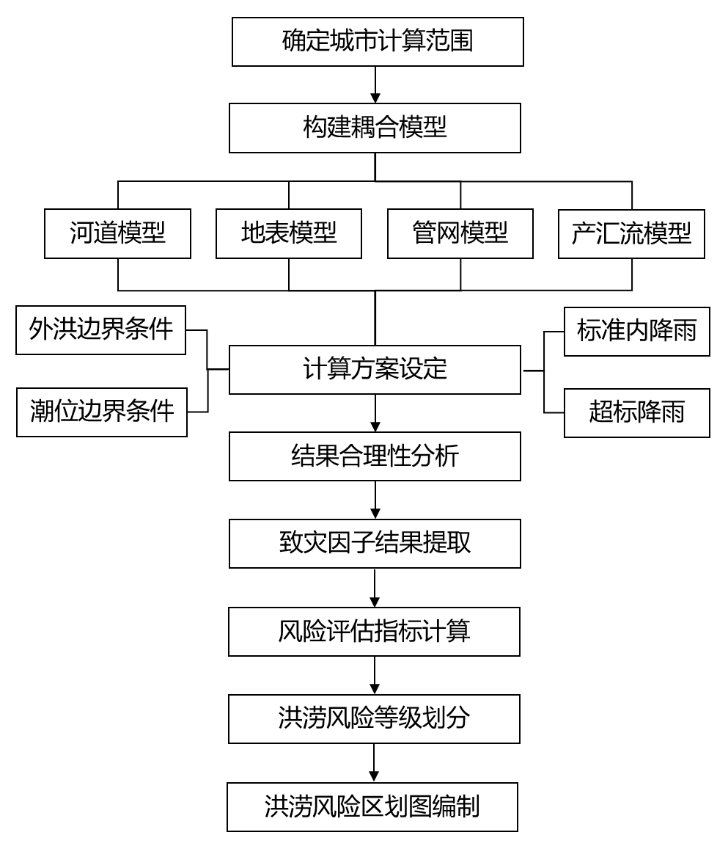 确定城市计算范围
构建耦合模型
河道模型
地表模型
管网模型
产汇流模型
外洪边界条件
标准内降雨
计算方案设定
潮位边界条件
超标降雨
结果合理性分析
致灾因子结果提取
风险评估指标计算
洪涝风险等级划分
洪涝风险区划图编制